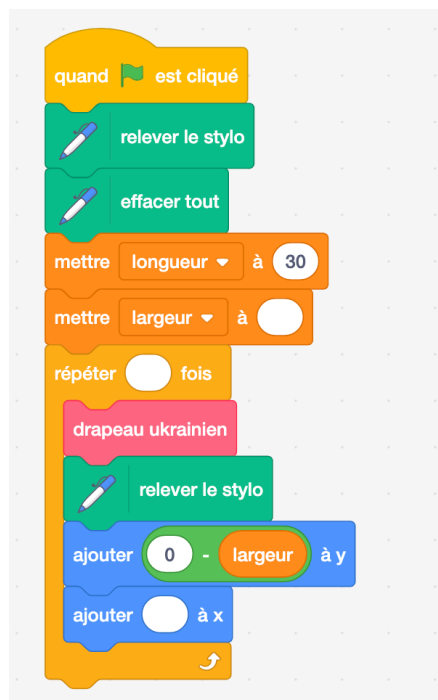 quand est cliqué
relever le stylo
effacer tout
mettre longueur à 30
mettre largeur à
répéter fois
drapeau ukrainien
relever le stylo
ajouter 0 - largeur à y
ajouter à x